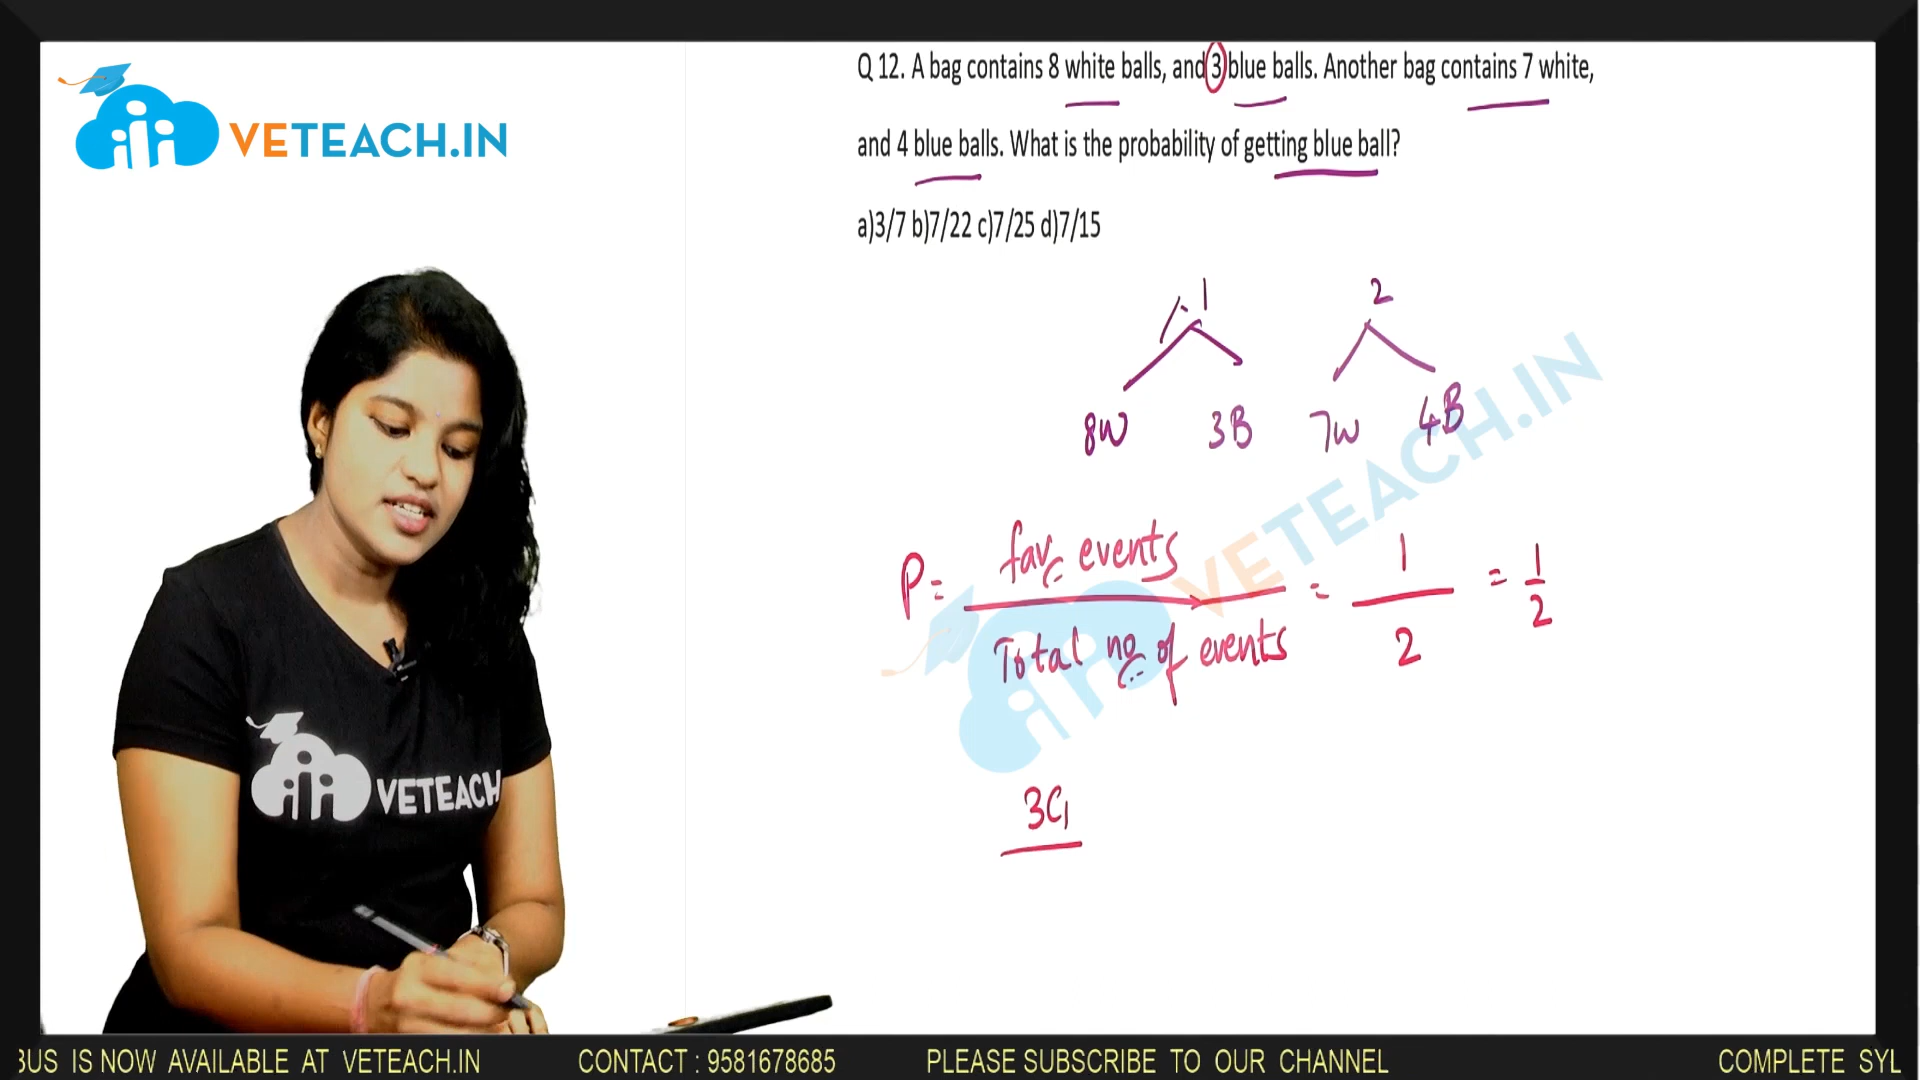 VETEACH.IN
Q 12. A bag contains 8 white balls, and 3 blue balls. Another bag contains 7 white,
and 4 blue balls. What is the probability of getting blue ball?
a)3/7 b)7/22 c)7/25 d)7/15
1 2
8W 3B 7W 4B
VETEACH.IN
P = fav. events / Total no. of events = 1/2 = 1/2
3C1
VETEACH
BUS IS NOW AVAILABLE AT VETEACH.IN CONTACT : 9581678685 PLEASE SUBSCRIBE TO OUR CHANNEL COMPLETE SYL